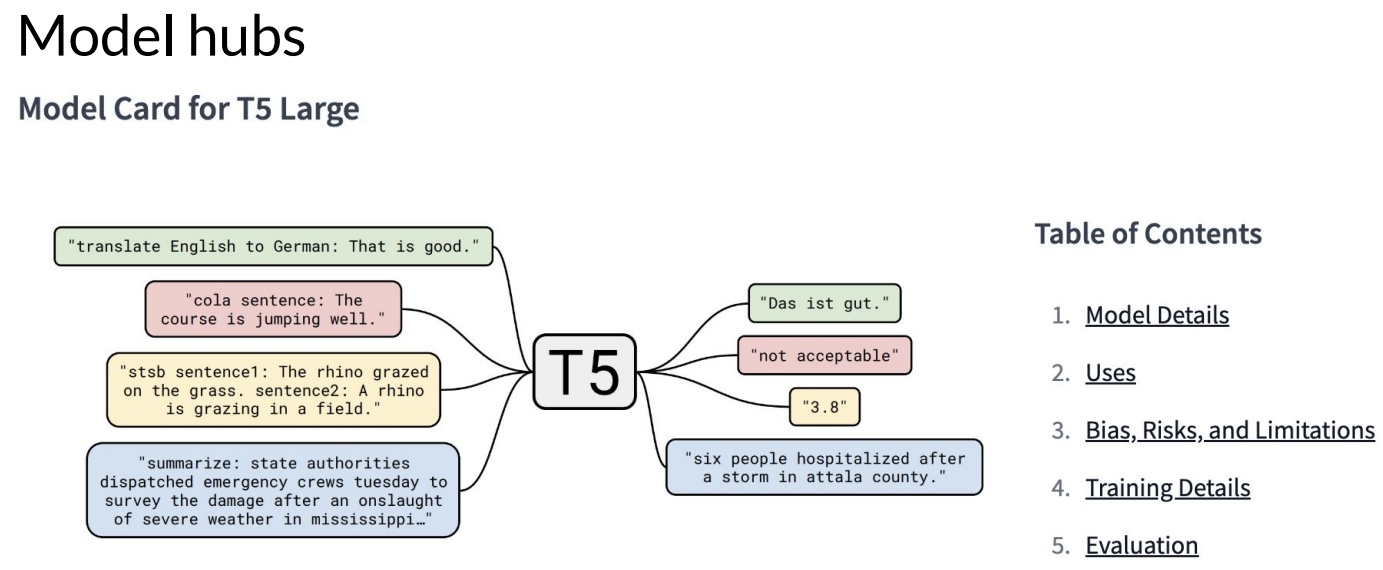 Model hubs
Model Card for T5 Large
"translate English to German: That is good."
"cola sentence: The
course is jumping well."
"stsb sentence1: The rhino grazed
on the grass. sentence2: A rhino
is grazing in a field."
"summarize: state authorities
dispatched emergency crews tuesday to
survey the damage after an onslaught
of severe weather in mississippi…"
T5
"Das ist gut."
"not acceptable"
"3.8"
"six people hospitalized after
a storm in attala county."
Table of Contents
1. Model Details
2. Uses
3. Bias, Risks, and Limitations
4. Training Details
5. Evaluation